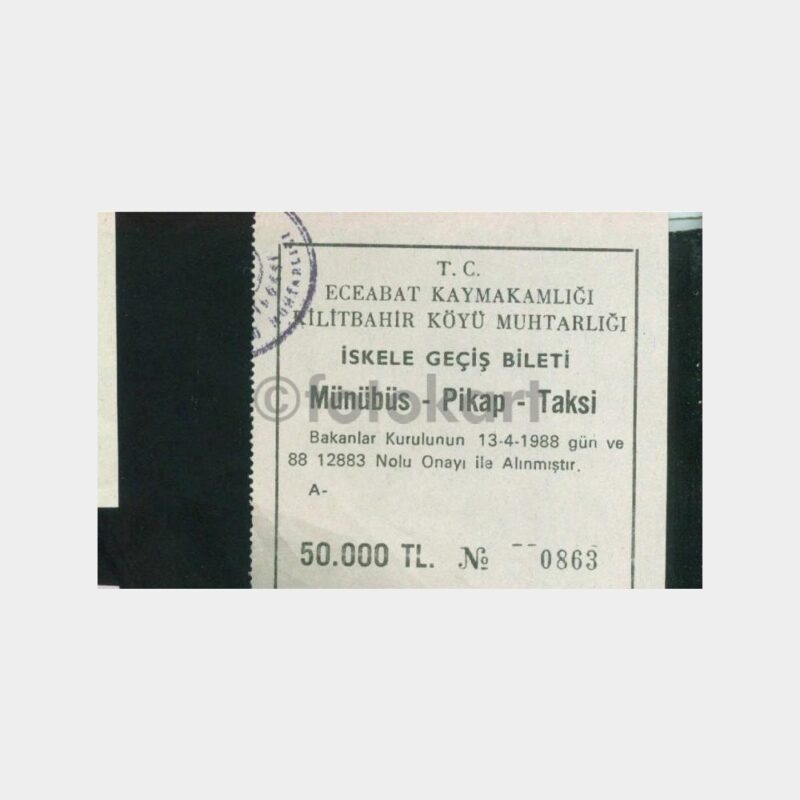 T. C.
ECEABAT KAYMAKAMLIĞI
KİLİTBAHİR KÖYÜ MUHTARLIĞI
İSKELE GEÇİŞ BİLETİ
Münübüs - Pikap - Taksi
©fotokart
Bakanlar Kurulunun 13-4-1988 gün ve
88 12883 Nolu Onayı ile Alınmıştır.
A-
50.000 TL. № 0863
MUHTARLIĞI